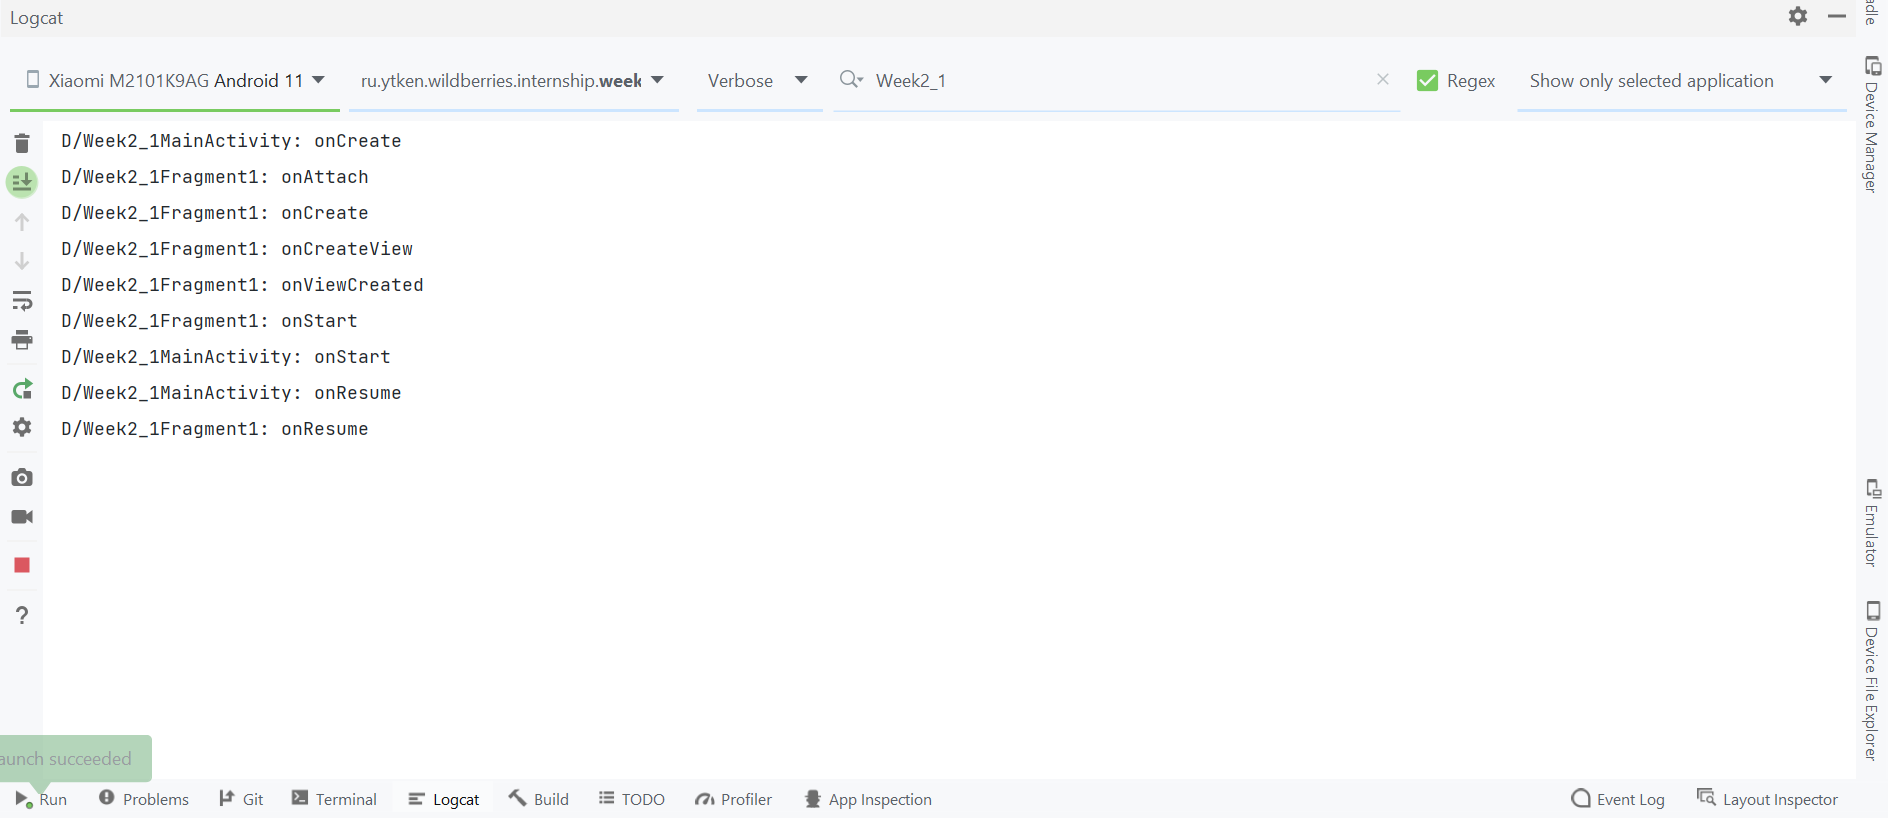 Logcat
Xiaomi M2101K9AG Android 11 ru.ytken.wildberries.internship.week Verbose Week2_1 Regex Show only selected application
D/Week2_1MainActivity: onCreate
D/Week2_1Fragment1: onAttach
D/Week2_1Fragment1: onCreate
D/Week2_1Fragment1: onCreateView
D/Week2_1Fragment1: onViewCreated
D/Week2_1Fragment1: onStart
D/Week2_1MainActivity: onStart
D/Week2_1MainActivity: onResume
D/Week2_1Fragment1: onResume
aunch succeeded
Run Problems Git Terminal Logcat Build TODO Profiler App Inspection Event Log Layout Inspector
adle
Device Manager
Emulator
Device File Explorer